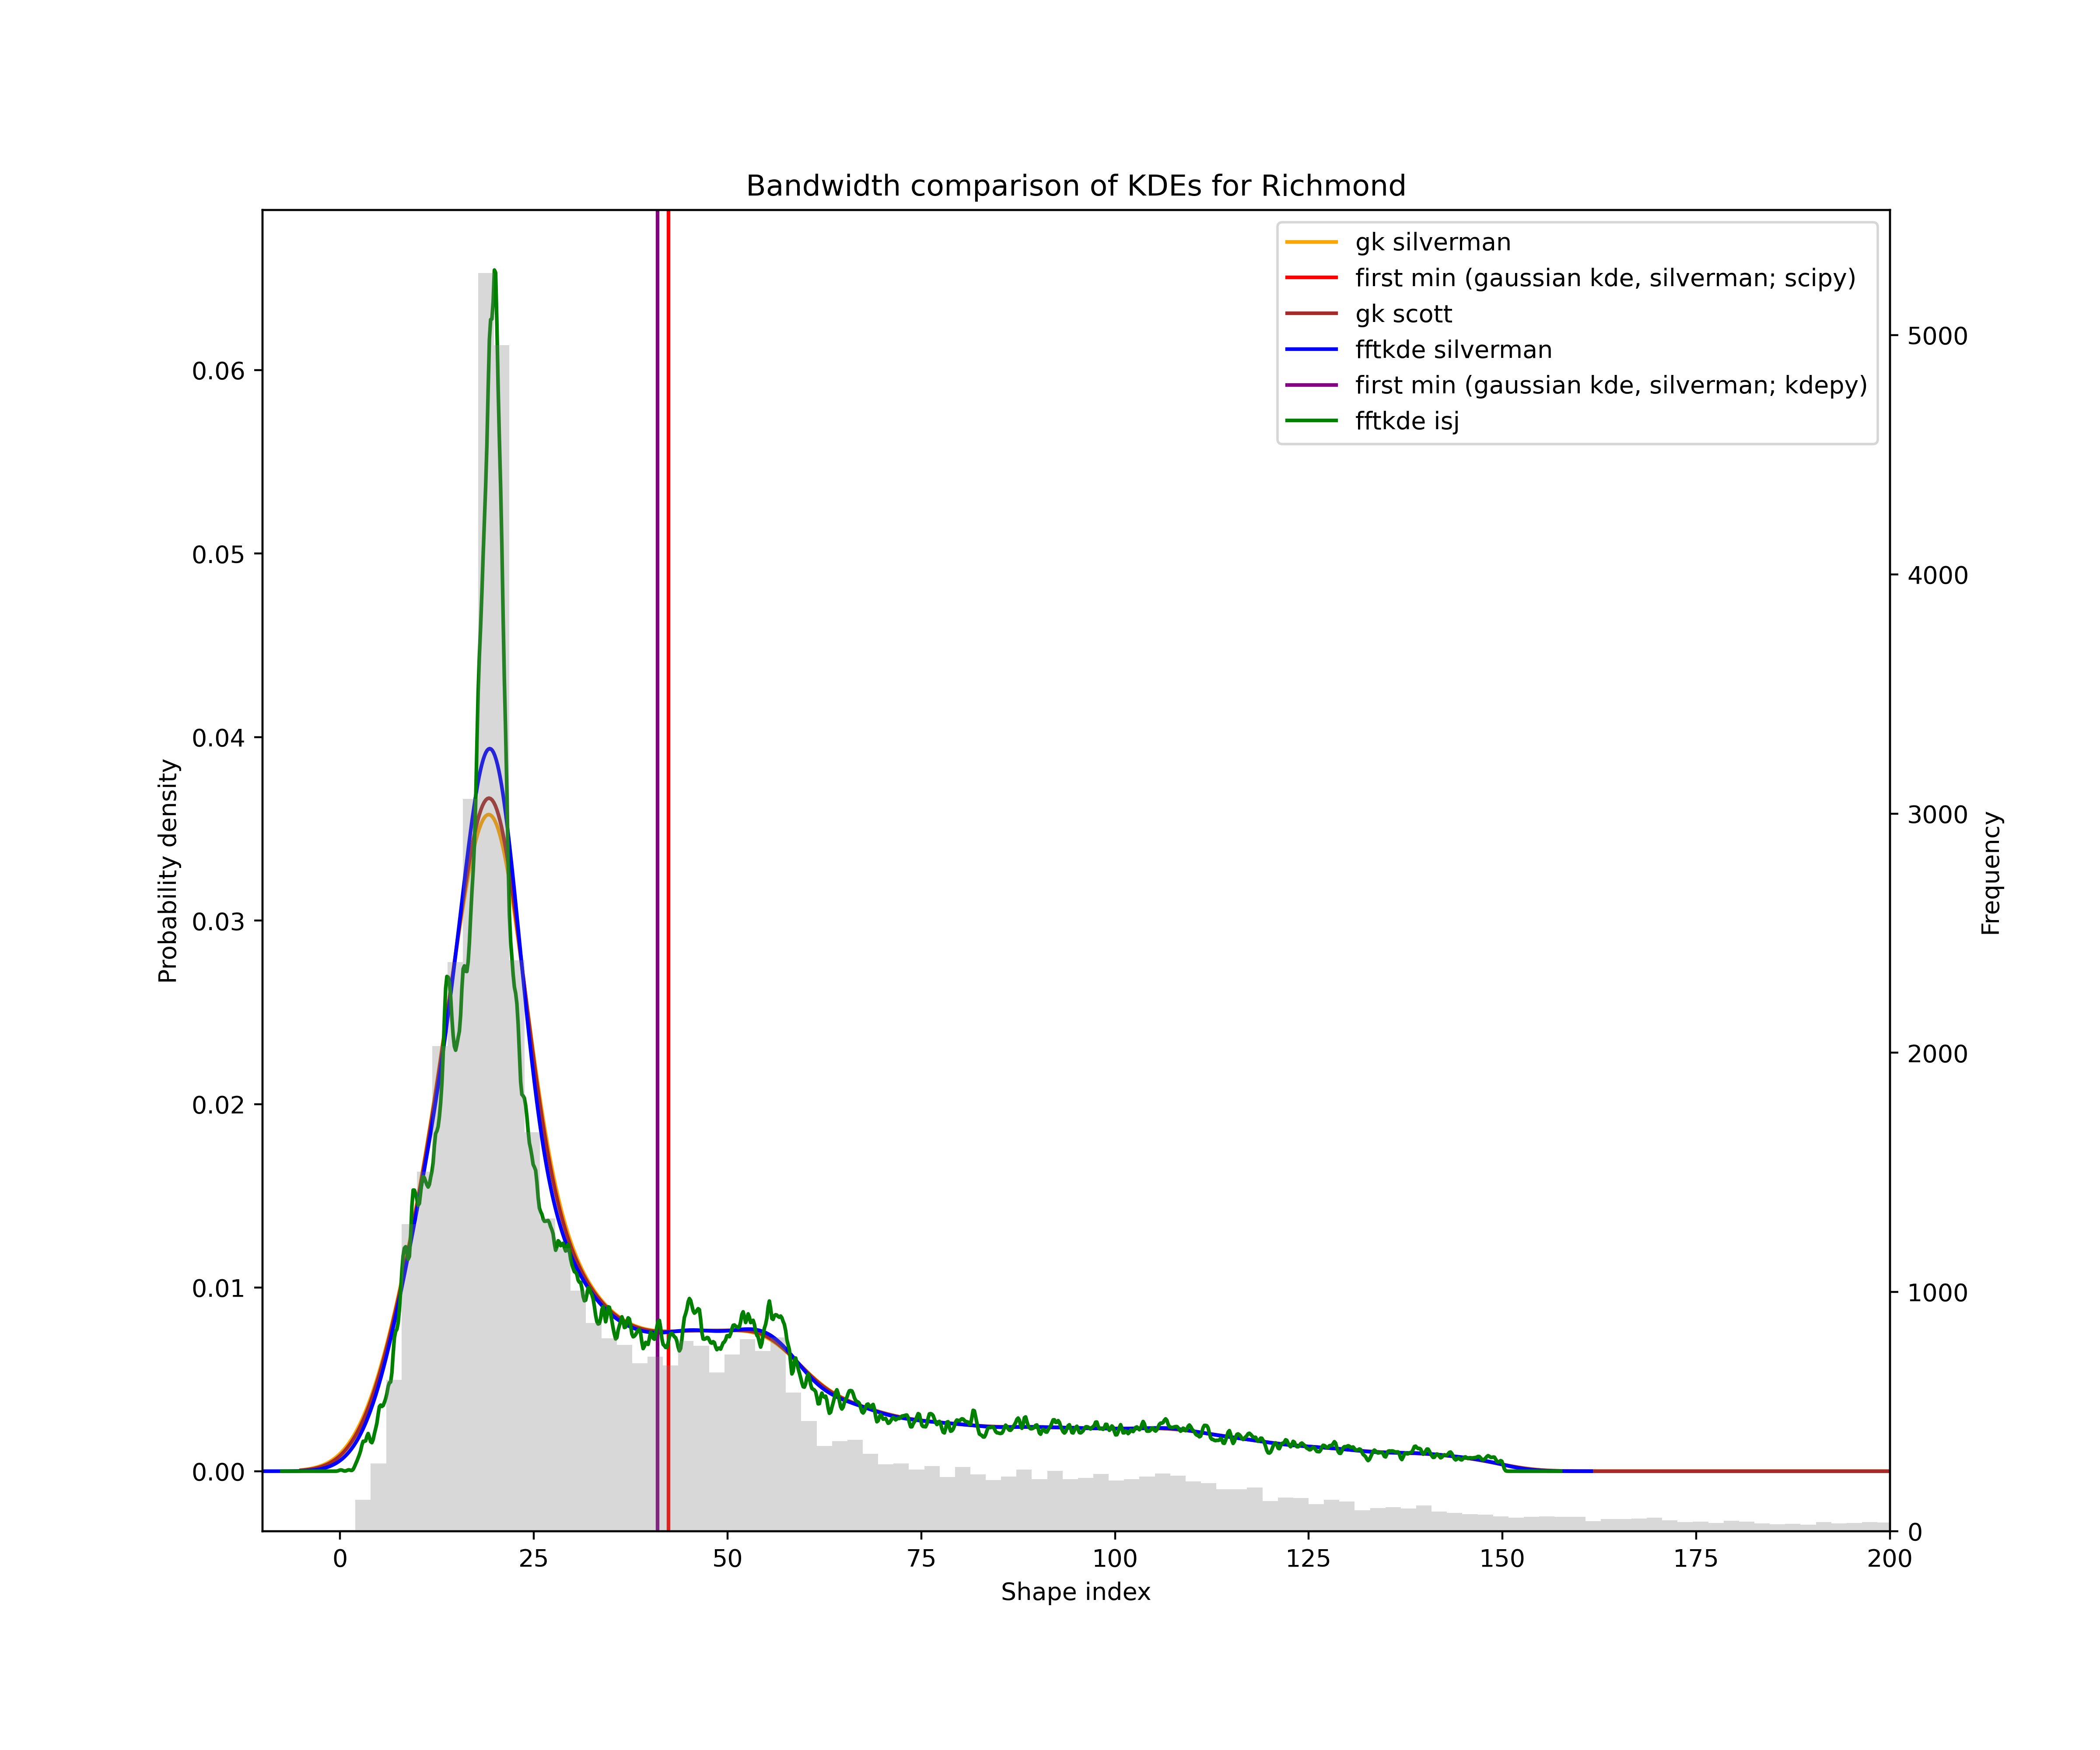 Bandwidth comparison of KDEs for Richmond
gk silverman
first min (gaussian kde, silverman; scipy)
gk scott
fftkde silverman
first min (gaussian kde, silverman; kdepy)
fftkde isj
Probability density
0.06
0.05
0.04
0.03
0.02
0.01
0.00
5000
4000
3000
2000
1000
0
Frequency
0 25 50 75 100 125 150 175 200
Shape index